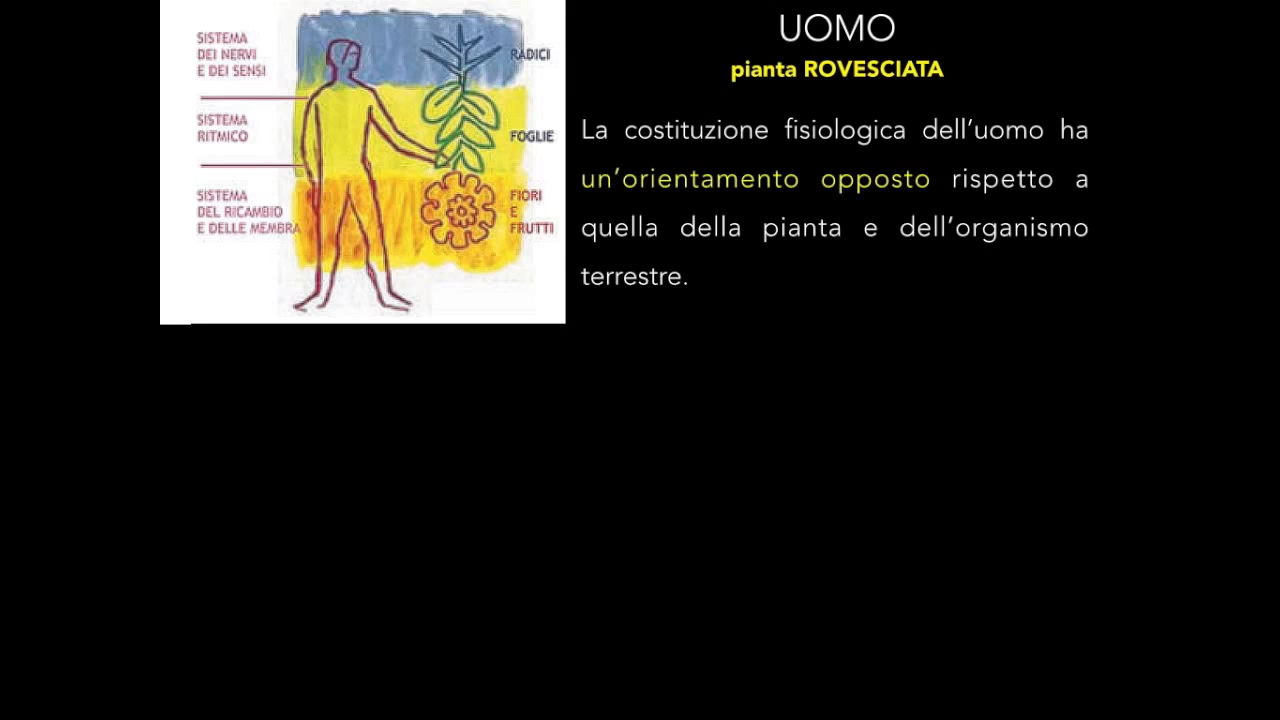 SISTEMA
DEI NERVI
E DEI SENSI
RADICI
SISTEMA
RITMICO
FOGLIE
SISTEMA
DEL RICAMBIO
E DELLE MEMBRA
FIORI
E
FRUTTI
UOMO
pianta ROVESCIATA
La costituzione fisiologica dell'uomo ha
un'orientamento opposto rispetto a
quella della pianta e dell'organismo
terrestre.